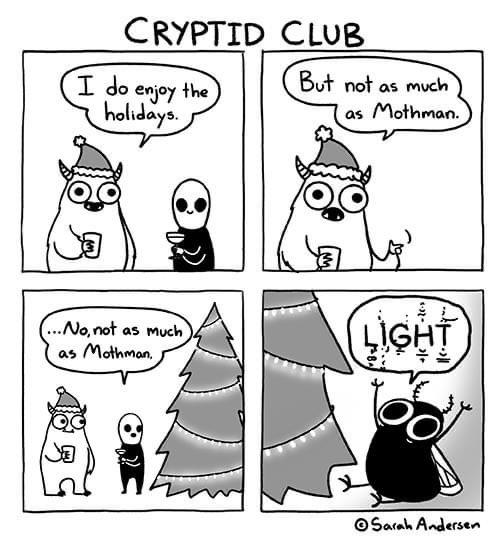 CRYPTID CLUB
I do enjoy the
holidays.
But not as much
as Mothman.
...No, not as much
as Mothman.
LIGHT
© Sarah Andersen